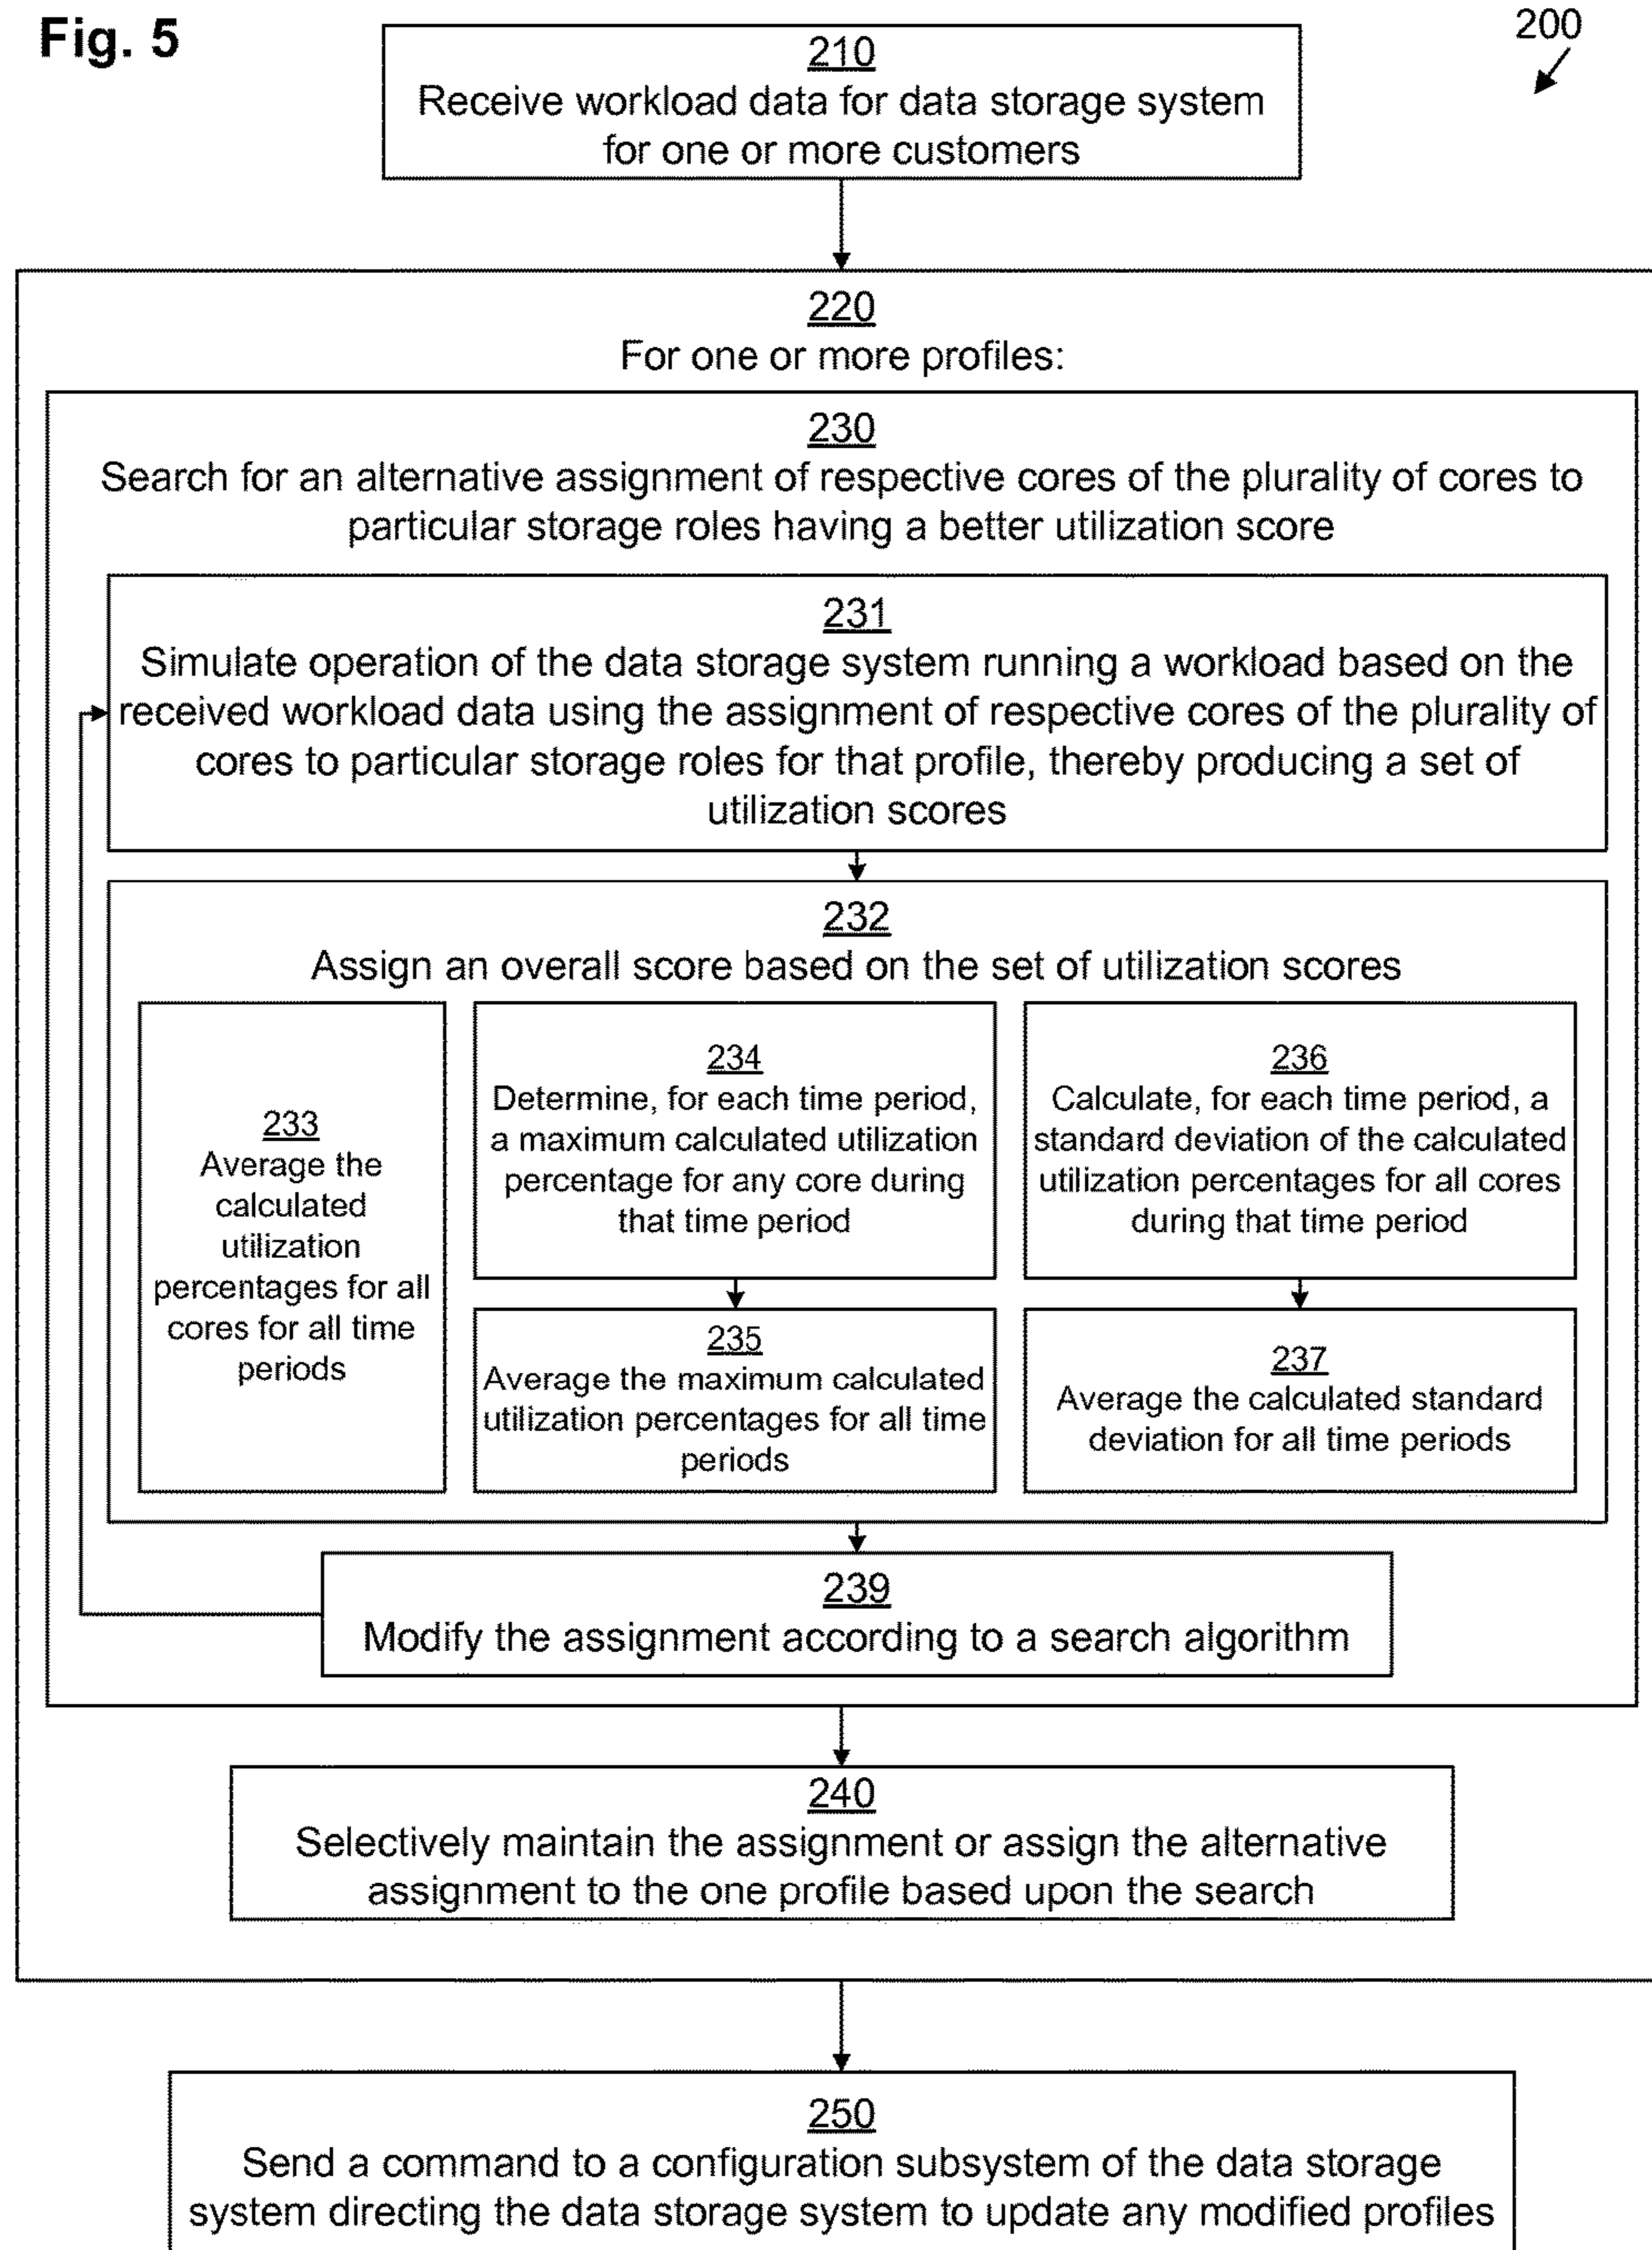 Fig. 5
200
210
Receive workload data for data storage system
for one or more customers
220
For one or more profiles:
230
Search for an alternative assignment of respective cores of the plurality of cores to
particular storage roles having a better utilization score
231
Simulate operation of the data storage system running a workload based on the
received workload data using the assignment of respective cores of the plurality of
cores to particular storage roles for that profile, thereby producing a set of
utilization scores
232
Assign an overall score based on the set of utilization scores
233
Average the
calculated
utilization
percentages for all
cores for all time
periods
234
Determine, for each time period,
a maximum calculated utilization
percentage for any core during
that time period
235
Average the maximum calculated
utilization percentages for all time
periods
236
Calculate, for each time period, a
standard deviation of the calculated
utilization percentages for all cores
during that time period
237
Average the calculated standard
deviation for all time periods
239
Modify the assignment according to a search algorithm
240
Selectively maintain the assignment or assign the alternative
assignment to the one profile based upon the search
250
Send a command to a configuration subsystem of the data storage
system directing the data storage system to update any modified profiles